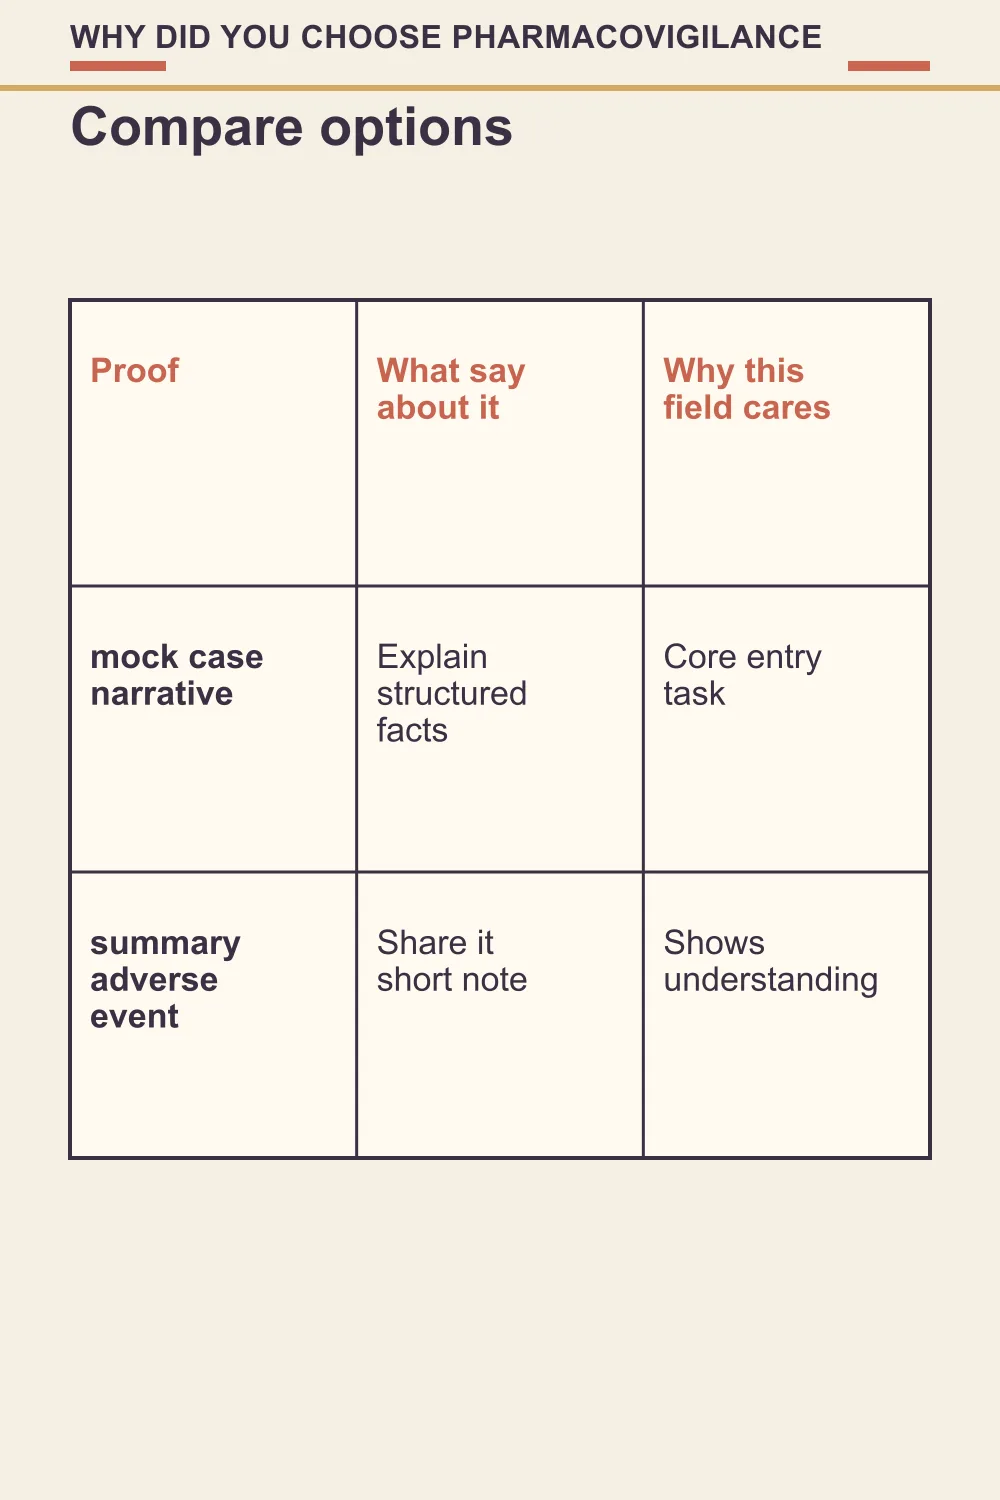 WHY DID YOU CHOOSE PHARMACOVIGILANCE
Compare options
Proof
What say
about it
Why this
field cares
mock case
narrative
Explain
structured
facts
Core entry
task
summary
adverse
event
Share it
short note
Shows
understanding